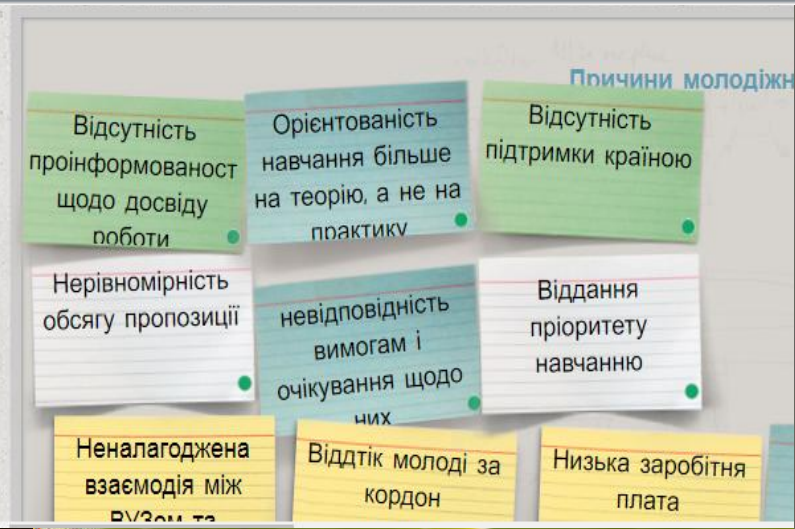 Причини молодіжн
Відсутність
проінформованост
щодо досвіду
роботи
Орієнтованість
навчання більше
на теорію, а не на
практику
Відсутність
підтримки країною
Нерівномірність
обсягу пропозиції
невідповідність
вимогам і
очікування щодо
них
Віддання
пріоритету
навчанню
Неналагоджена
взаємодія між
ВУЗом та
Віддтік молоді за
кордон
Низька заробітня
плата